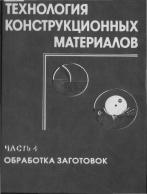 ТЕХНОЛОГИЯ
КОНСТРУКЦИОННЫХ
МАТЕРИАЛОВ
ЧАСТЬ 4
ОБРАБОТКА ЗАГОТОВОК